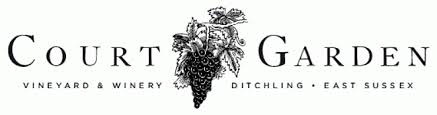 COURT GARDEN
VINEYARD & WINERY DITCHLING • EAST SUSSEX